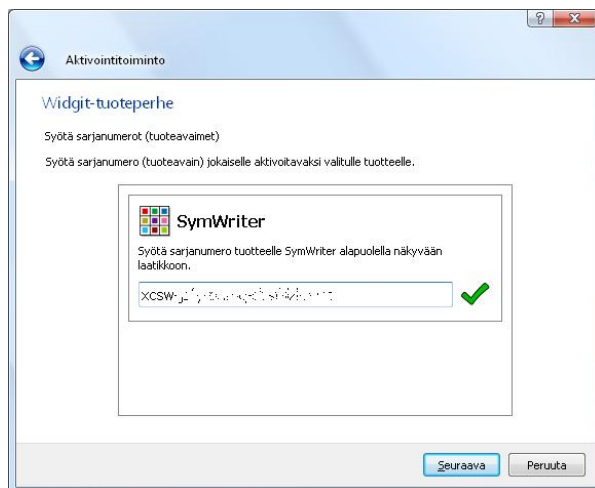 Aktivointitoiminto
Widgit-tuoteperhe
Syötä sarjanumerot (tuoteavaimet)
Syötä sarjanumero (tuoteavain) jokaiselle aktivoitavaksi valitulle tuotteelle.
SymWriter
Syötä sarjanumero tuotteelle SymWriter alapuolella näkyvään
laatikkoon.
XCSW-
Seuraava Peruuta